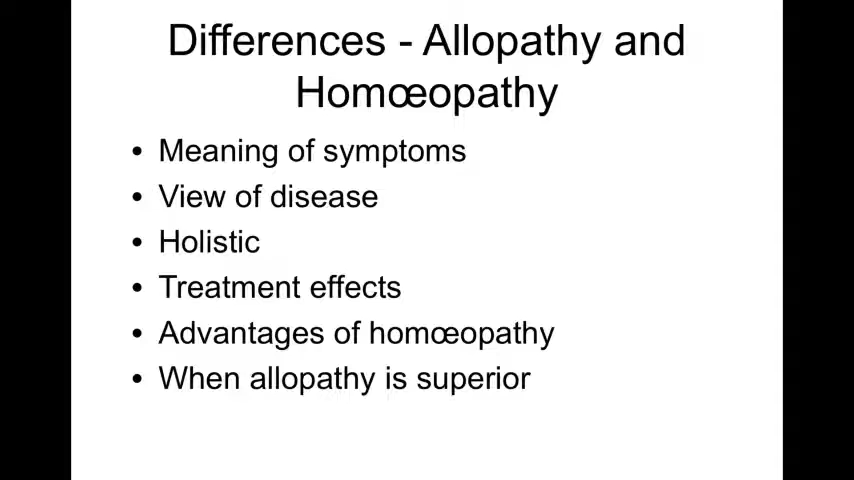 Differences - Allopathy and
Homœopathy
• Meaning of symptoms
• View of disease
• Holistic
• Treatment effects
• Advantages of homœopathy
• When allopathy is superior